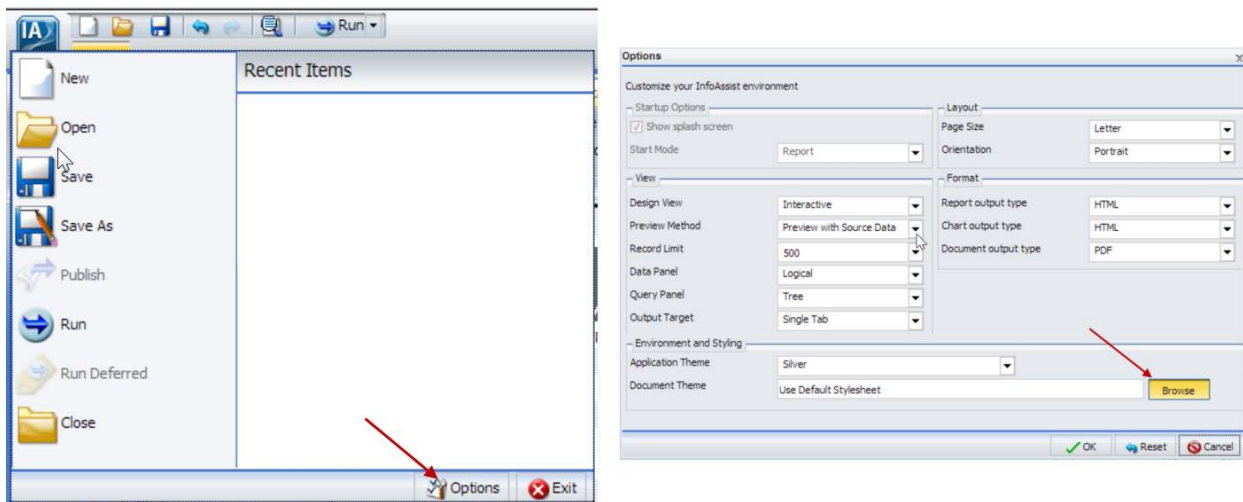 IA
Run
New
Recent Items
Open
Save
Save As
Publish
Run
Run Deferred
Close
Options
Exit
Options
x
Customize your InfoAssist environment
Startup Options
Show splash screen
Start Mode Report
Layout
Page Size Letter
Orientation Portrait
View
Design View Interactive
Preview Method Preview with Source Data
Record Limit 500
Data Panel Logical
Query Panel Tree
Output Target Single Tab
Format
Report output type HTML
Chart output type HTML
Document output type PDF
Environment and Styling
Application Theme Silver
Document Theme Use Default Stylesheet Browse
OK Reset Cancel